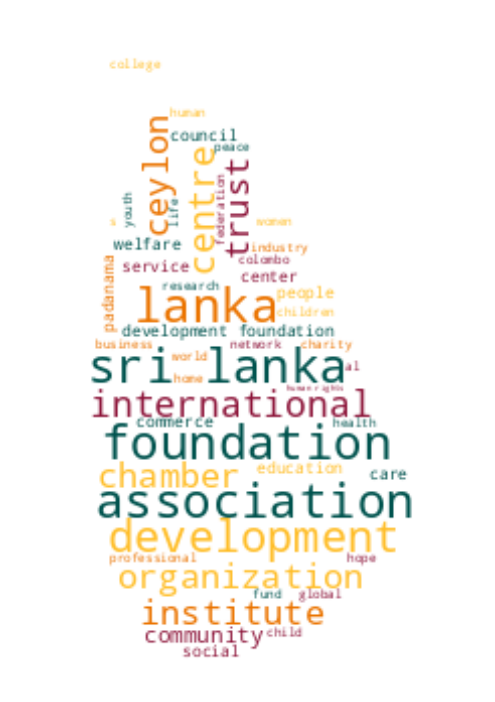 college
human
council
peace
ceylon
centre
trust
federation
life
youth
s
women
welfare
industry
colombo
service
center
padanama
research
people
lanka
children
development foundation
business
network
charity
world
sri lanka
al
home
human rights
international
commerce
health
foundation
chamber
education
care
association
development
professional
hope
organization
fund
global
institute
community
child
social